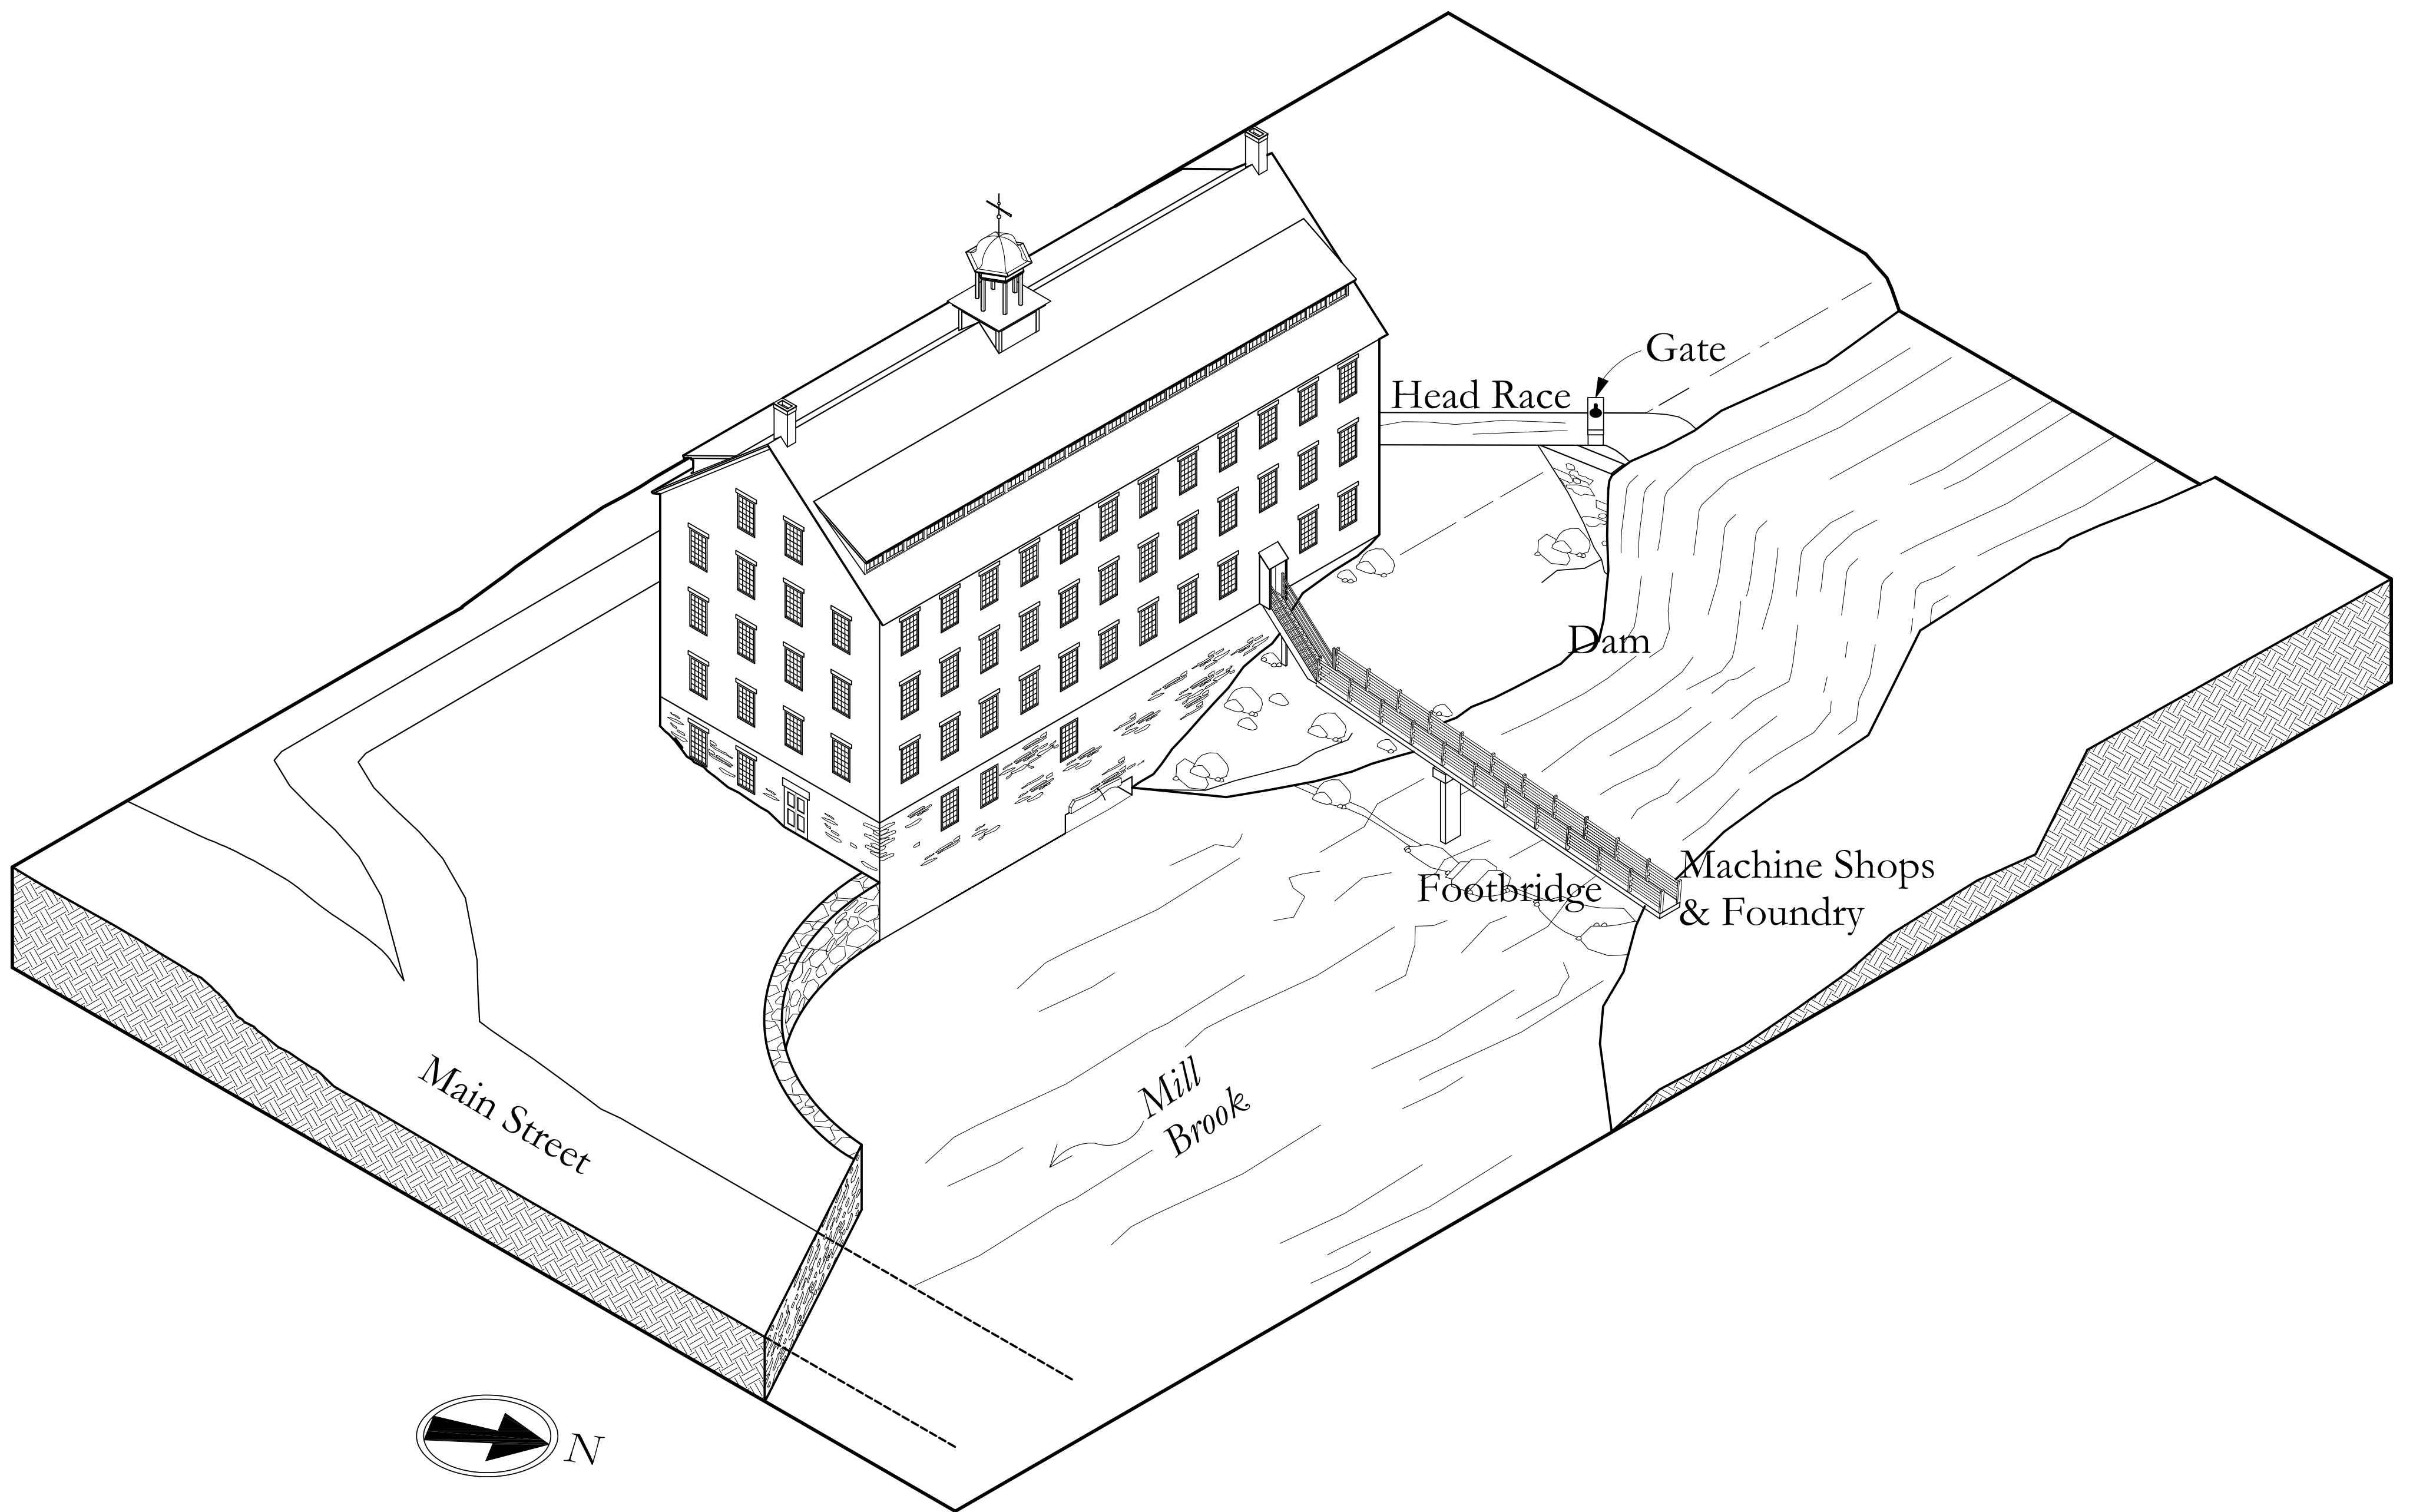 Gate
Head Race
Dam
Machine Shops
& Foundry
Footbridge
Main Street
Mill
Brook
N